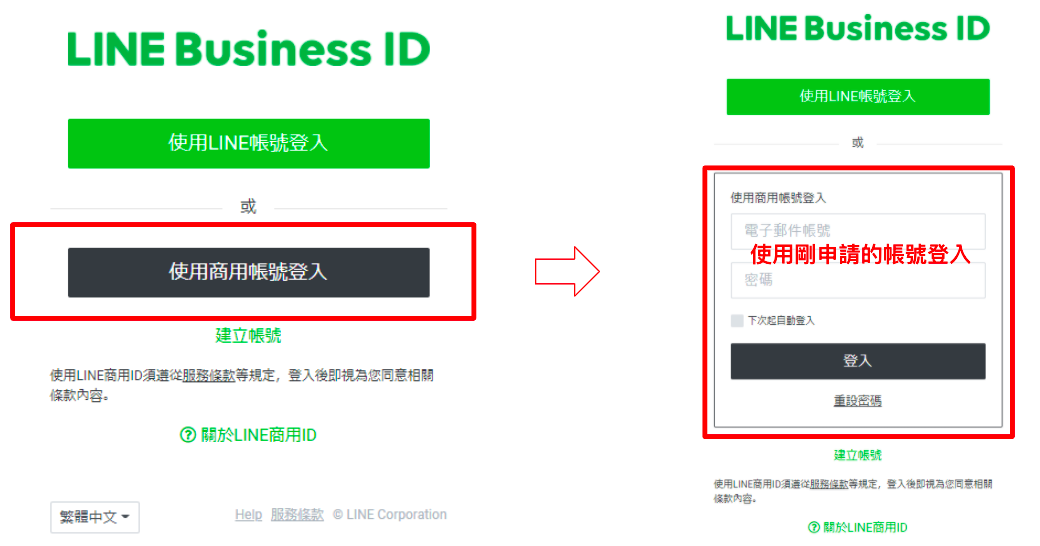 LINE Business ID
使用LINE帳號登入
或
使用商用帳號登入
建立帳號
使用LINE商用ID須遵從服務條款等規定，登入後即視為您同意相關
條款內容。
? 關於LINE商用ID
繁體中文
Help 服務條款 © LINE Corporation
LINE Business ID
使用LINE帳號登入
或
使用商用帳號登入
電子郵件帳號
使用剛申請的帳號登入
密碼
下次起自動登入
登入
重設密碼
建立帳號
使用LINE商用ID須遵從服務條款等規定，登入後即視為您同意相關
條款內容。
? 關於LINE商用ID